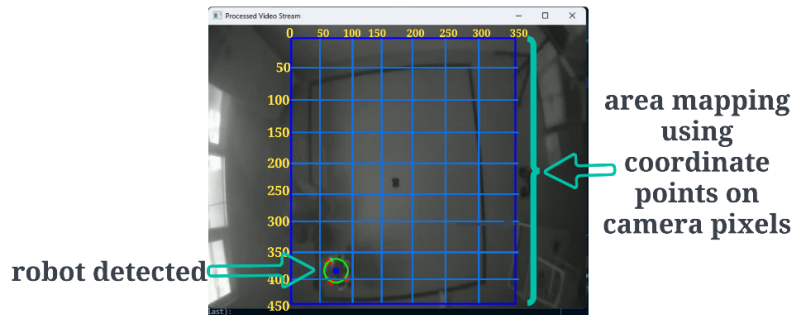 Processed Video Stream
0 50 100 150 200 250 300 350
50
100
150
200
250
300
350
400
450
area mapping
using
coordinate
points on
camera pixels
robot detected
last):